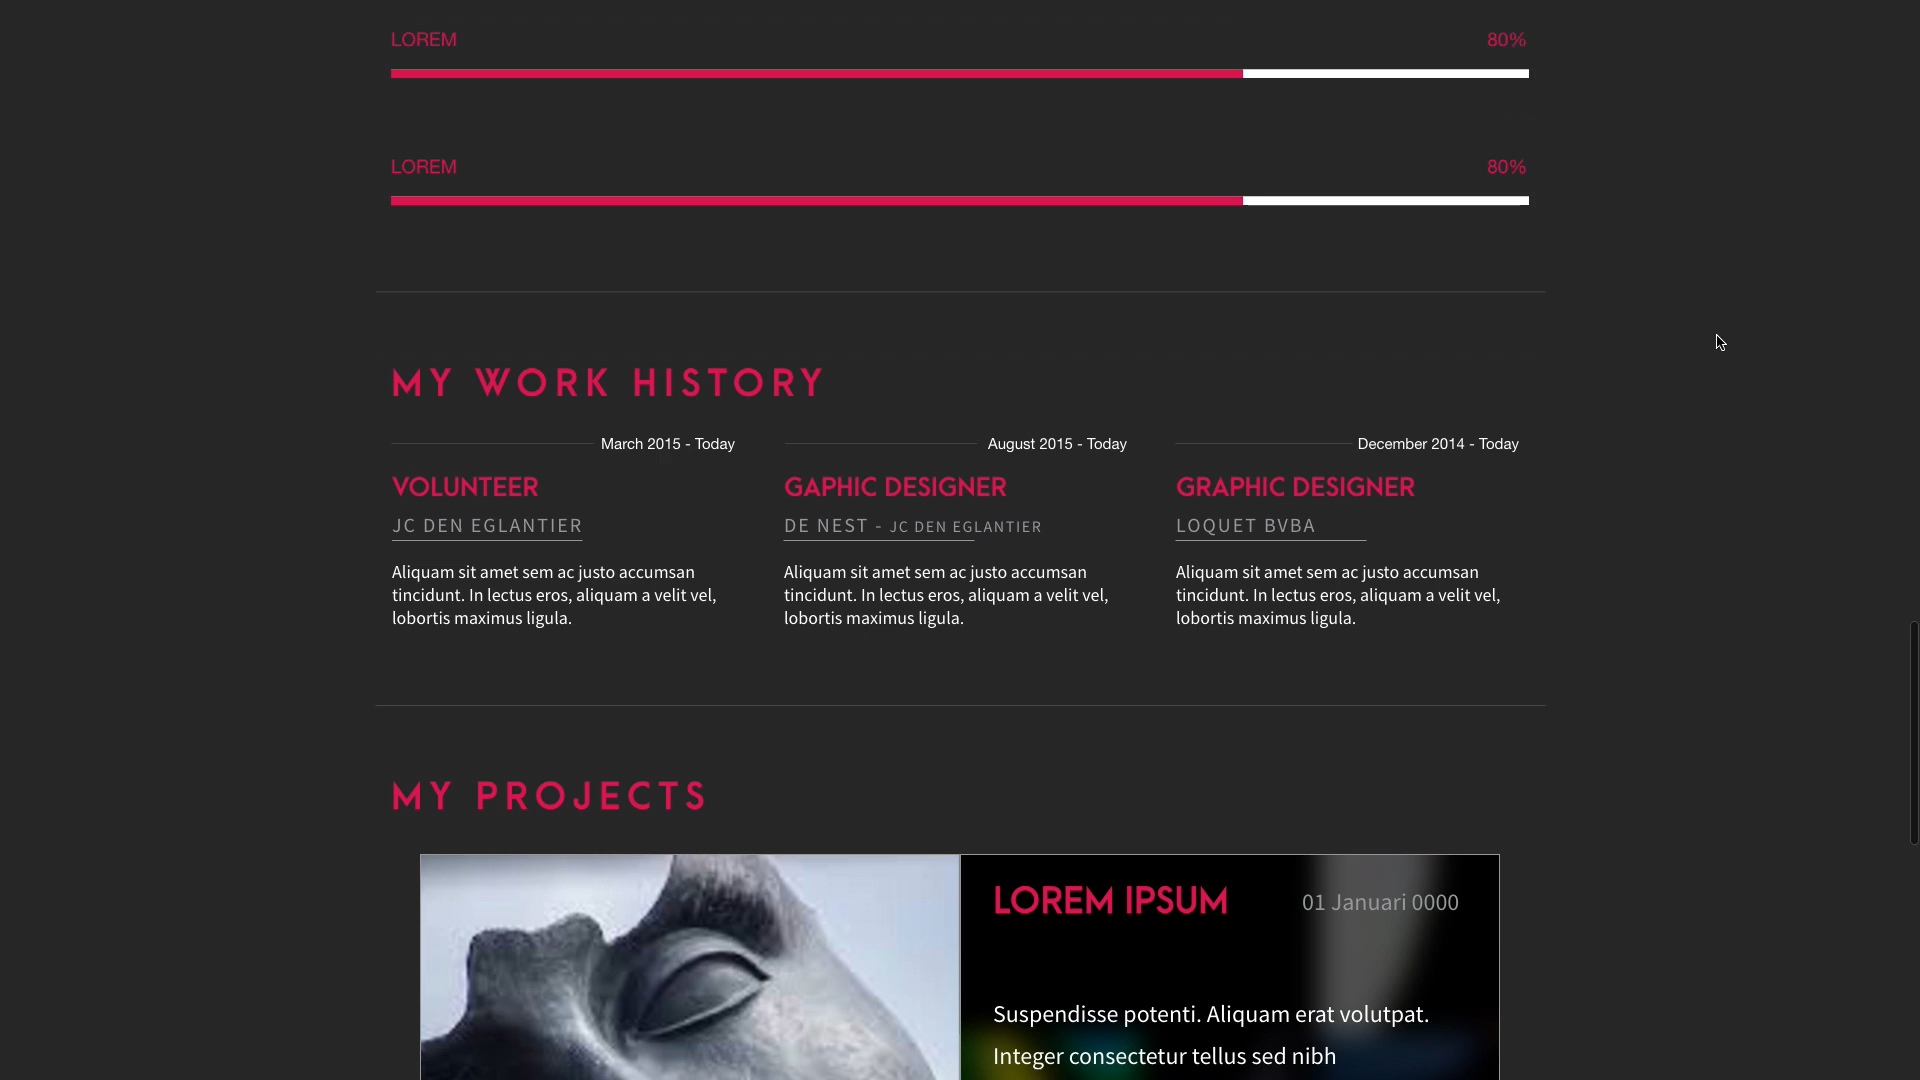 LOREM 80%
LOREM 80%
MY WORK HISTORY
March 2015 - Today
VOLUNTEER
JC DEN EGLANTIER
Aliquam sit amet sem ac justo accumsan
tincidunt. In lectus eros, aliquam a velit vel,
lobortis maximus ligula.
August 2015 - Today
GAPHIC DESIGNER
DE NEST - JC DEN EGLANTIER
Aliquam sit amet sem ac justo accumsan
tincidunt. In lectus eros, aliquam a velit vel,
lobortis maximus ligula.
December 2014 - Today
GRAPHIC DESIGNER
LOQUET BVBA
Aliquam sit amet sem ac justo accumsan
tincidunt. In lectus eros, aliquam a velit vel,
lobortis maximus ligula.
MY PROJECTS
LOREM IPSUM 01 Januari 0000
Suspendisse potenti. Aliquam erat volutpat.
Integer consectetur tellus sed nibh